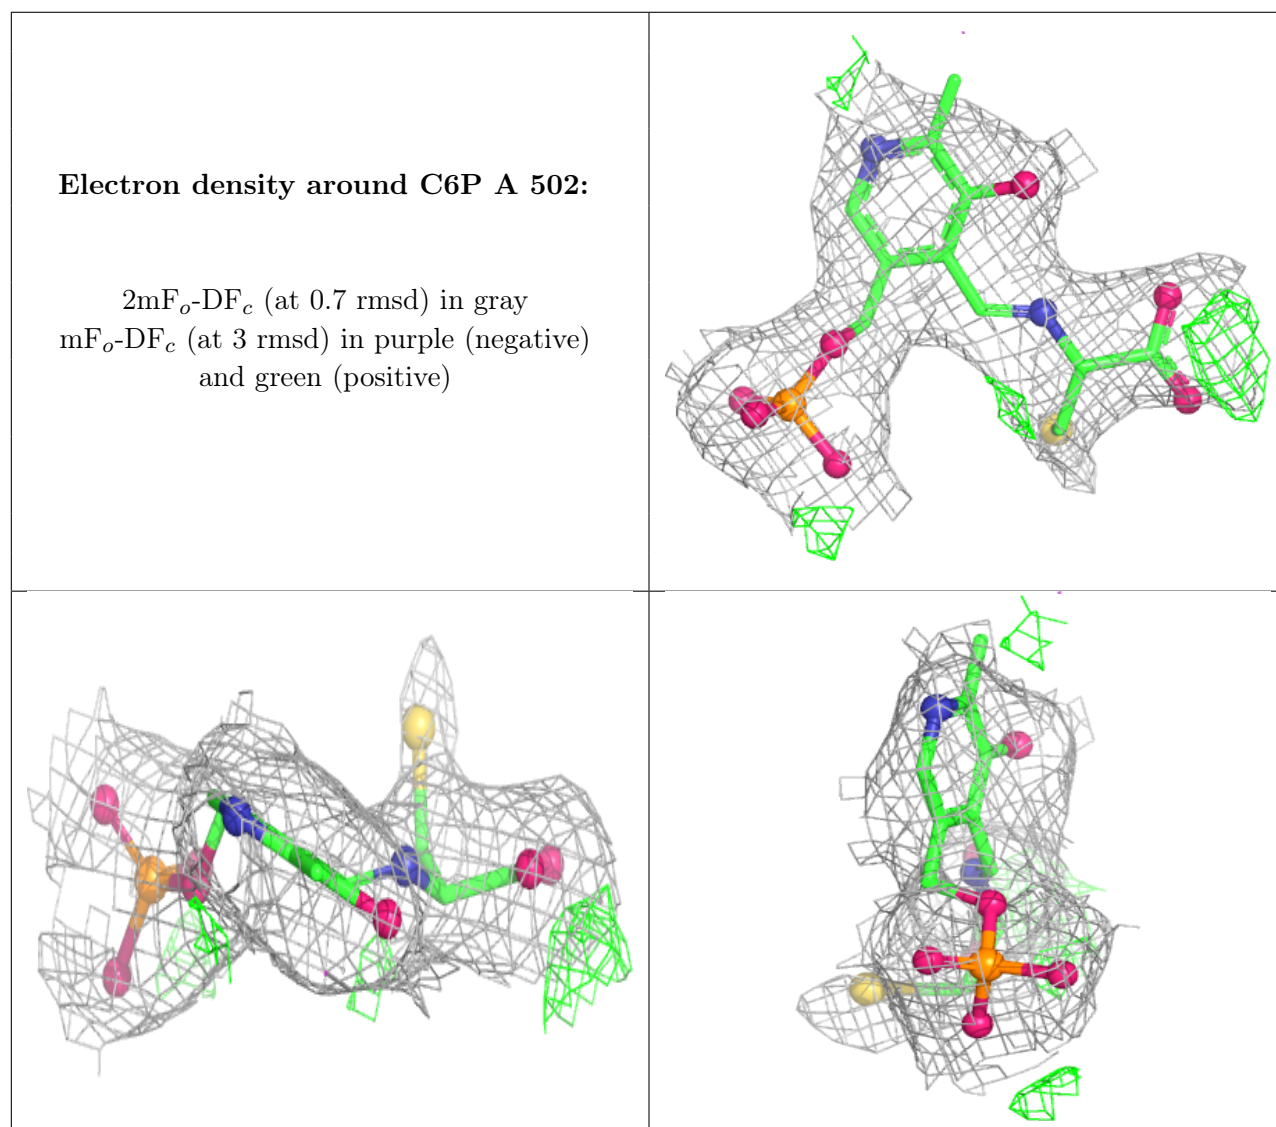 Electron density around C6P A 502:
2mFo-DFc (at 0.7 rmsd) in gray
mFo-DFc (at 3 rmsd) in purple (negative)
and green (positive)